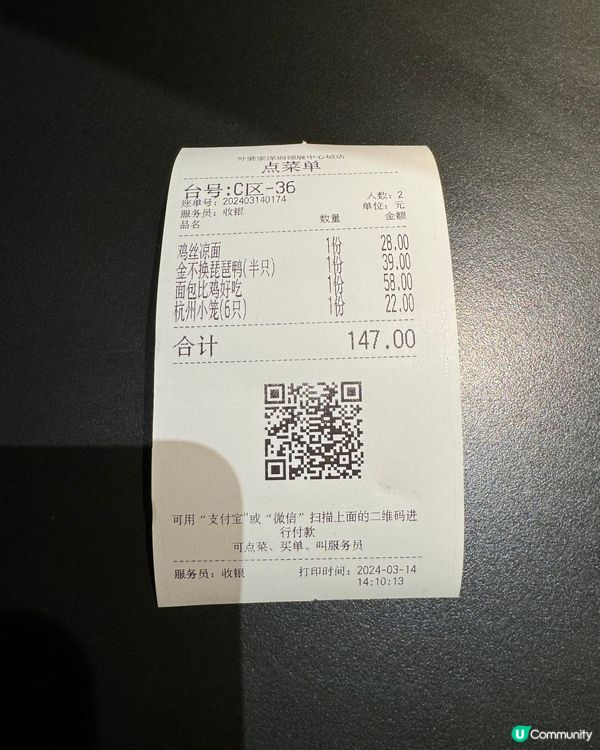 外婆家深圳领展中心城店
点菜单
台号:C区-36
账单号: 202403140174 人数: 2
服务员: 收银 单位: 元
品名 数量 金额
鸡丝凉面 1份 28.00
金不换琵琶鸭(半只) 1份 39.00
面包比鸡好吃 1份 58.00
杭州小笼(6只) 1份 22.00
合计 147.00
可用“支付宝”或“微信”扫描上面的二维码进
行付款
可点菜、买单、叫服务员
服务员: 收银 打印时间: 2024-03-14
14:10:13
U Community